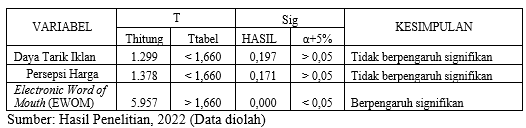 VARIABEL T Sig KESIMPULAN
Thitung Ttabel HASIL α+5%
Daya Tarik Iklan 1.299 < 1,660 0,197 > 0,05 Tidak berpengaruh signifikan
Persepsi Harga 1.378 < 1,660 0,171 > 0,05 Tidak berpengaruh signifikan
Electronic Word of
Mouth (EWOM) 5.957 > 1,660 0,000 < 0,05 Berpengaruh signifikan
Sumber: Hasil Penelitian, 2022 (Data diolah)